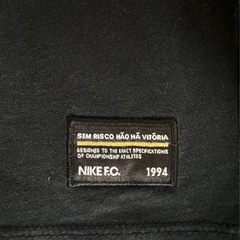 SEM RISCO NÃO HÁ VITÓRIA
DESIGNED TO THE EXACT SPECIFICATIONS
OF CHAMPIONSHIP ATHLETES
NIKE F.C. 1994